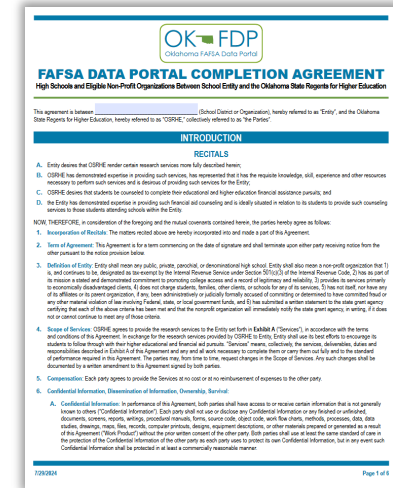 OK FDP
Oklahoma FAFSA Data Portal
FAFSA DATA PORTAL COMPLETION AGREEMENT
High Schools and Eligible Non-Profit Organizations Between School Entity and the Oklahoma State Regents for Higher Education
This agreement is between (School District or Organization), hereby referred to as "Entity", and the Oklahoma
State Regents for Higher Education, hereby referred to as "OSRHE," collectively referred to as "the Parties".
INTRODUCTION
RECITALS
A. Entity desires that OSRHE render certain research services more fully described herein;
B. OSRHE has demonstrated expertise in providing such services, has represented that it has the requisite knowledge, skill, experience and other resources
necessary to perform such services and is desirous of providing such services for the Entity;
C. OSRHE desires that students be counseled to complete their educational and higher education financial assistance pursuits; and
D. the Entity has demonstrated expertise in providing such financial aid counseling and is ideally situated in relation to its students to provide such counseling
services to those students attending schools within the Entity.
NOW, THEREFORE, in consideration of the foregoing and the mutual covenants contained herein, the parties hereto agree as follows:
1. Incorporation of Recitals: The matters recited above are hereby incorporated into and made a part of this Agreement.
2. Term of Agreement: This Agreement is for a term commencing on the date of signature and shall terminate upon either party receiving notice from the
other pursuant to the notice provision below.
3. Definition of Entity: Entity shall mean any public, private, parochial, or denominational high school. Entity shall also mean a non-profit organization that 1)
is, and continues to be, designated as tax-exempt by the Internal Revenue Service under Section 501(c)(3) of the Internal Revenue Code, 2) has as part of
its mission a stated and demonstrated commitment to promoting college access and a record of legitimacy and reliability, 3) provides its services primarily
to economically disadvantaged clients, 4) does not charge students, families, other clients, or schools for any of its services, 5) has not itself, nor have any
of its affiliates or its parent organization, if any, been administratively or judicially formally accused of committing or determined to have committed fraud or
any other material violation of law involving Federal, state, or local government funds, and 6) has submitted a written statement to the state grant agency
certifying that each of the above criteria has been met and that the nonprofit organization will immediately notify the state grant agency, in writing, if it does
not or cannot continue to meet any of those criteria.
4. Scope of Services: OSRHE agrees to provide the research services to the Entity set forth in Exhibit A ("Services"), in accordance with the terms
and conditions of this Agreement. In exchange for the research services provided by OSRHE to Entity, Entity shall use its best efforts to encourage its
students to follow through with their higher educational and financial aid pursuits. "Services" means, collectively, the services, deliverables, duties and
responsibilities described in Exhibit A of this Agreement and any and all work necessary to complete them or carry them out fully and to the standard
of performance required in this Agreement. The parties may, from time to time, request changes in the Scope of Services. Any such changes shall be
documented by a written amendment to this Agreement signed by both parties.
5. Compensation: Each party agrees to provide the Services at no cost or at no reimbursement of expenses to the other party.
6. Confidential Information, Dissemination of Information, Ownership, Survival:
A. Confidential Information: In performance of this Agreement, both parties shall have access to or receive certain information that is not generally
known to others ("Confidential Information"). Each party shall not use or disclose any Confidential Information or any finished or unfinished,
documents, screens, reports, writings, procedural manuals, forms, source code, object code, work flow charts, methods, processes, data, data
studies, drawings, maps, files, records, computer printouts, designs, equipment descriptions, or other materials prepared or generated as a result
of this Agreement ("Work Product") without the prior written consent of the other party. Both parties shall use at least the same standard of care in
the protection of the Confidential Information of the other party as each party uses to protect its own Confidential Information, but in any event such
Confidential Information shall be protected in at least a commercially reasonable manner.
7/29/2024 Page 1 of 6